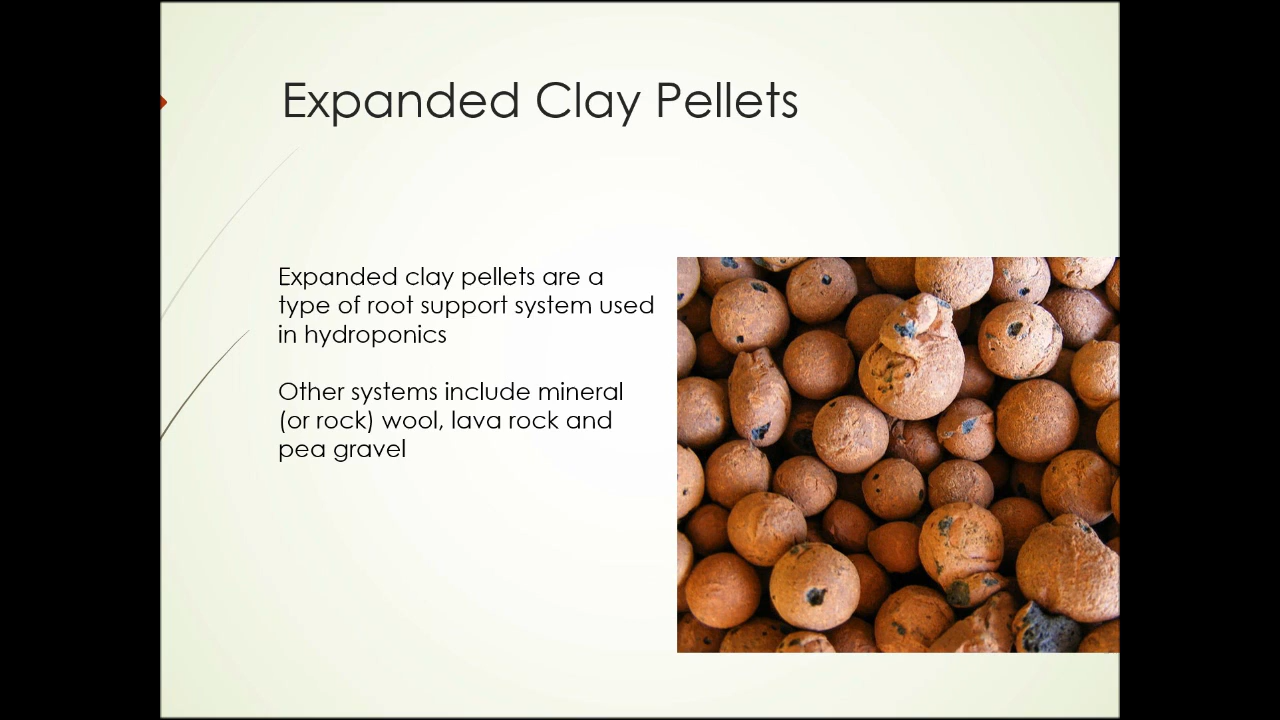 Expanded Clay Pellets
Expanded clay pellets are a
type of root support system used
in hydroponics
Other systems include mineral
(or rock) wool, lava rock and
pea gravel